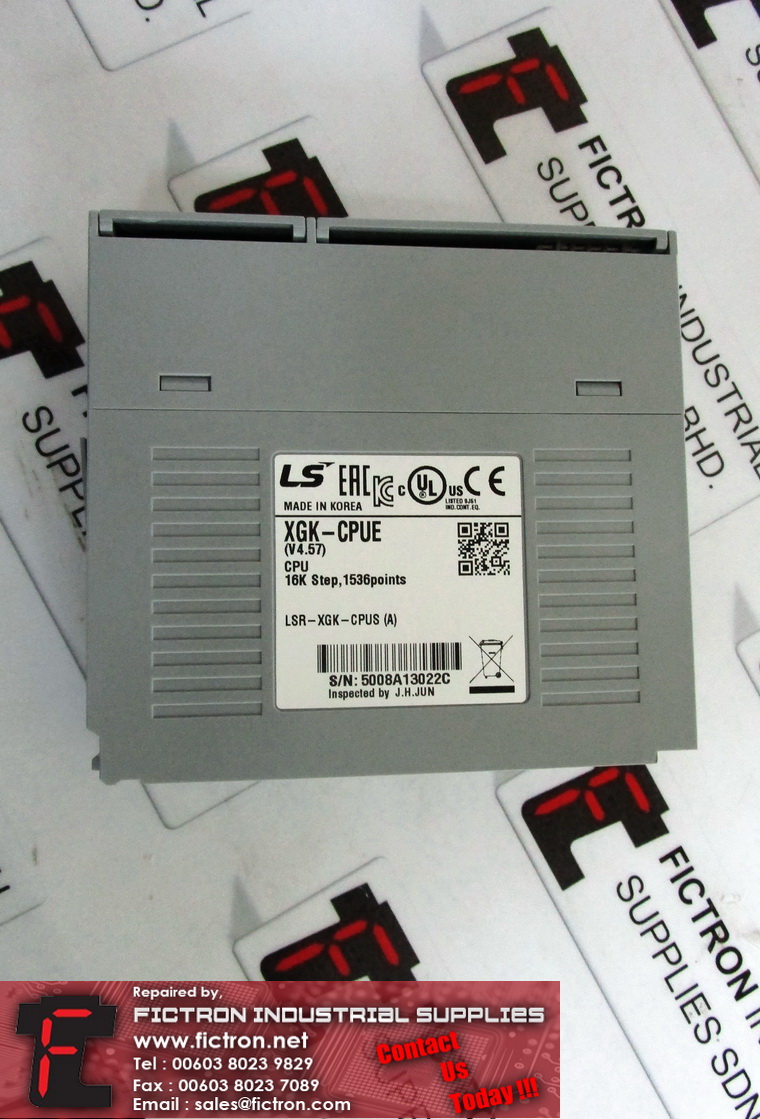 D.
FICTRON INDUSTRIAL
SUPPLIES SDN
BHD.
LS EAC KC c UL US CE
LISTED 9J61
IND.CONT.EQ.
MADE IN KOREA
XGK-CPUE
(V4.57)
CPU
16K Step,1536points
LSR-XGK-CPUS (A)
S/N: 5008A13022C
Inspected by J.H.JUN
FICTRON
SUPPLIES SDN
Repaired by,
FICTRON INDUSTRIAL SUPPLIES
www.fictron.net
Tel : 00603 8023 9829
Fax : 00603 8023 7089
Email : sales@fictron.com
Contact
Us
Today !!!